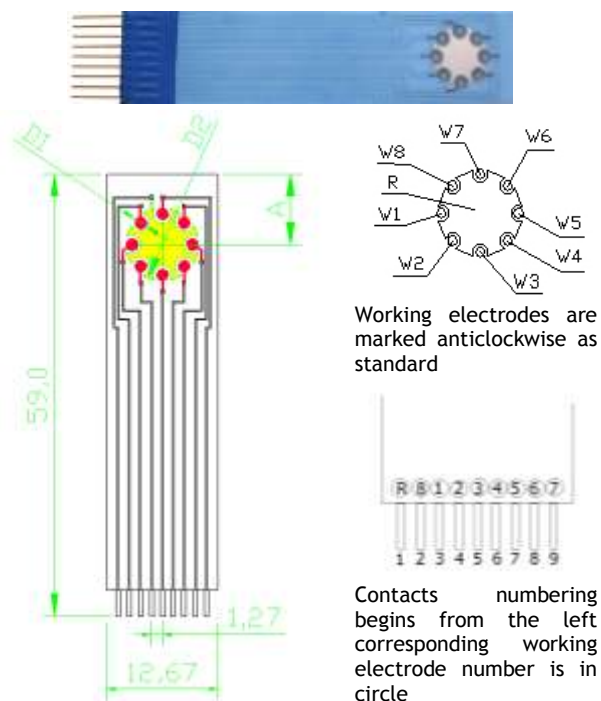 D1
D2
A
59,0
1,27
12,67
W7
W8
W6
R
W1
W5
W2
W4
W3
Working electrodes are
marked anticlockwise as
standard
R 8 1 2 3 4 5 6 7
1 2 3 4 5 6 7 8 9
Contacts numbering
begins from the left
corresponding working
electrode number is in
circle